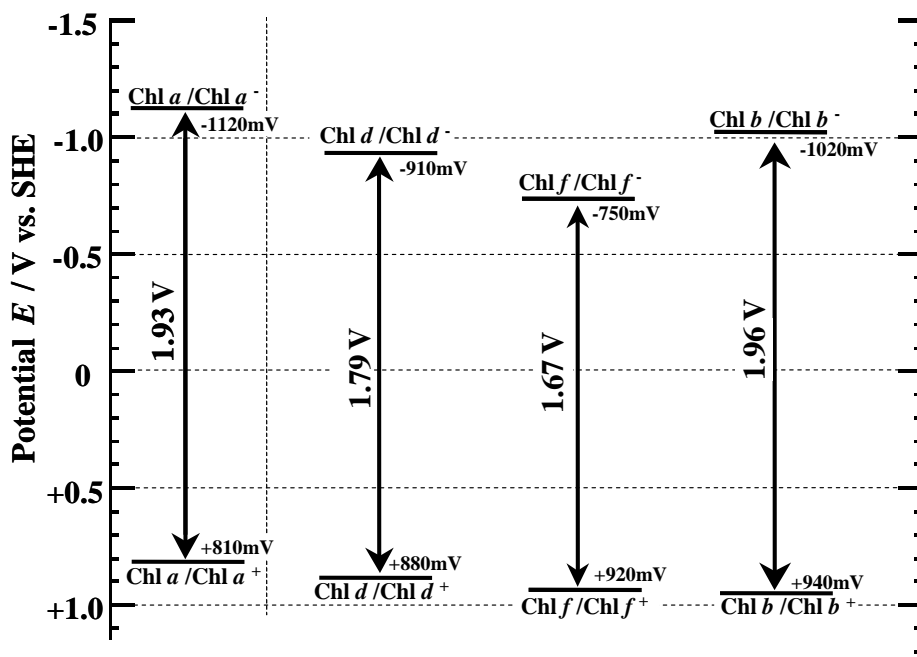 Potential E / V vs. SHE
-1.5
-1.0
-0.5
0
+0.5
+1.0
Chl a /Chl a -
-1120mV
1.93 V
+810mV
Chl a /Chl a +
Chl d /Chl d -
-910mV
1.79 V
+880mV
Chl d /Chl d +
Chl f /Chl f -
-750mV
1.67 V
+920mV
Chl f /Chl f +
Chl b /Chl b -
-1020mV
1.96 V
+940mV
Chl b /Chl b +